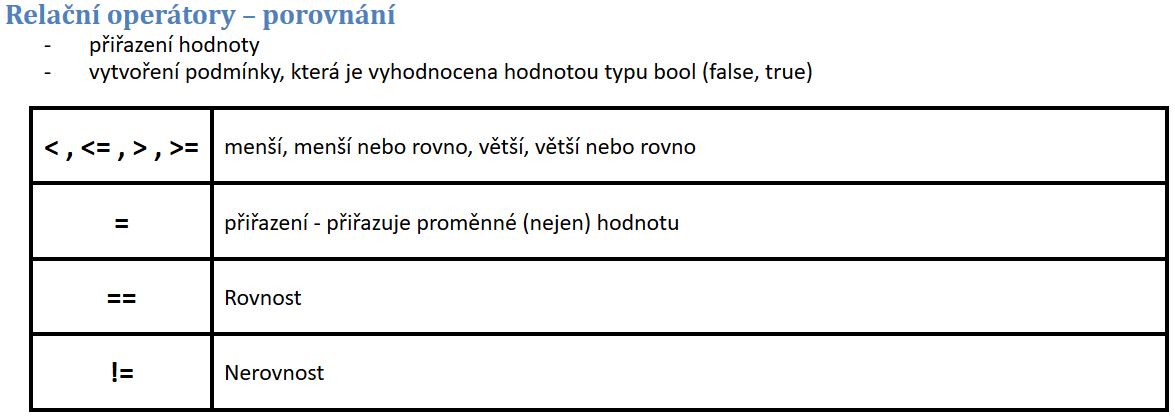 Relační operátory – porovnání
- přiřazení hodnoty
- vytvoření podmínky, která je vyhodnocena hodnotou typu bool (false, true)
< , <= , > , >= menší, menší nebo rovno, větší, větší nebo rovno
= přiřazení - přiřazuje proměnné (nejen) hodnotu
== Rovnost
!= Nerovnost